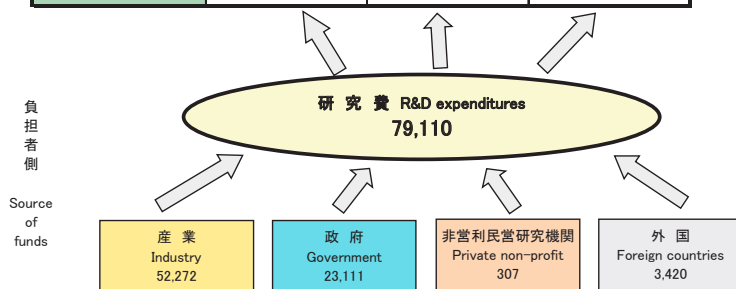 研 究 費 R&D expenditures
79,110
負
担
者
側
Source
of
funds
産 業
Industry
52,272
政 府
Government
23,111
非営利民営研究機関
Private non-profit
307
外 国
Foreign countries
3,420